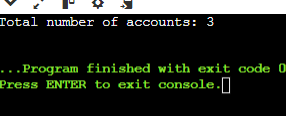 Total number of accounts: 3
...Program finished with exit code 0
Press ENTER to exit console.